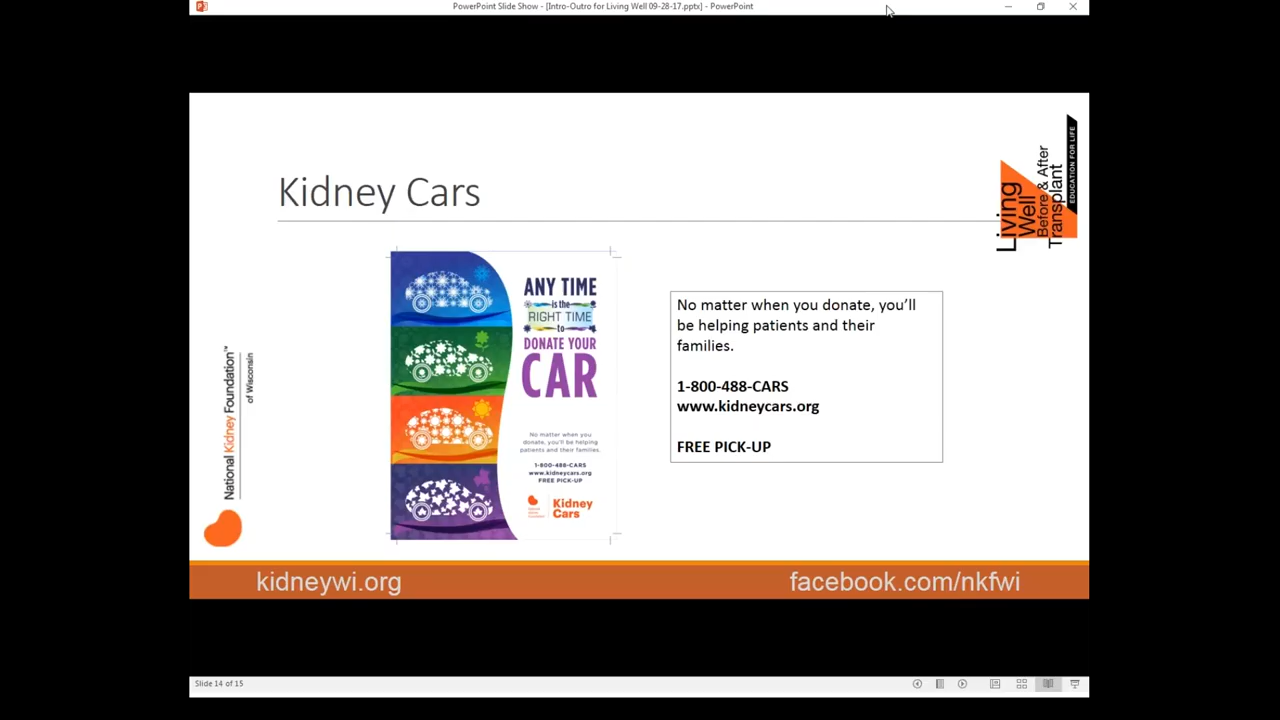 PowerPoint Slide Show - [Intro-Outro for Living Well 09-28-17.pptx] - PowerPoint
Kidney Cars
Living
Well
Before & After
Transplant
EDUCATION FOR LIFE
National Kidney Foundation™
of Wisconsin
ANY TIME
is the
RIGHT TIME
to
DONATE YOUR
CAR
No matter when you
donate, you'll be helping
patients and their families.
1-800-488-CARS
www.kidneycars.org
FREE PICK-UP
Kidney
Cars
No matter when you donate, you'll
be helping patients and their
families.
1-800-488-CARS
www.kidneycars.org
FREE PICK-UP
kidneywi.org
facebook.com/nkfwi
Slide 14 of 15